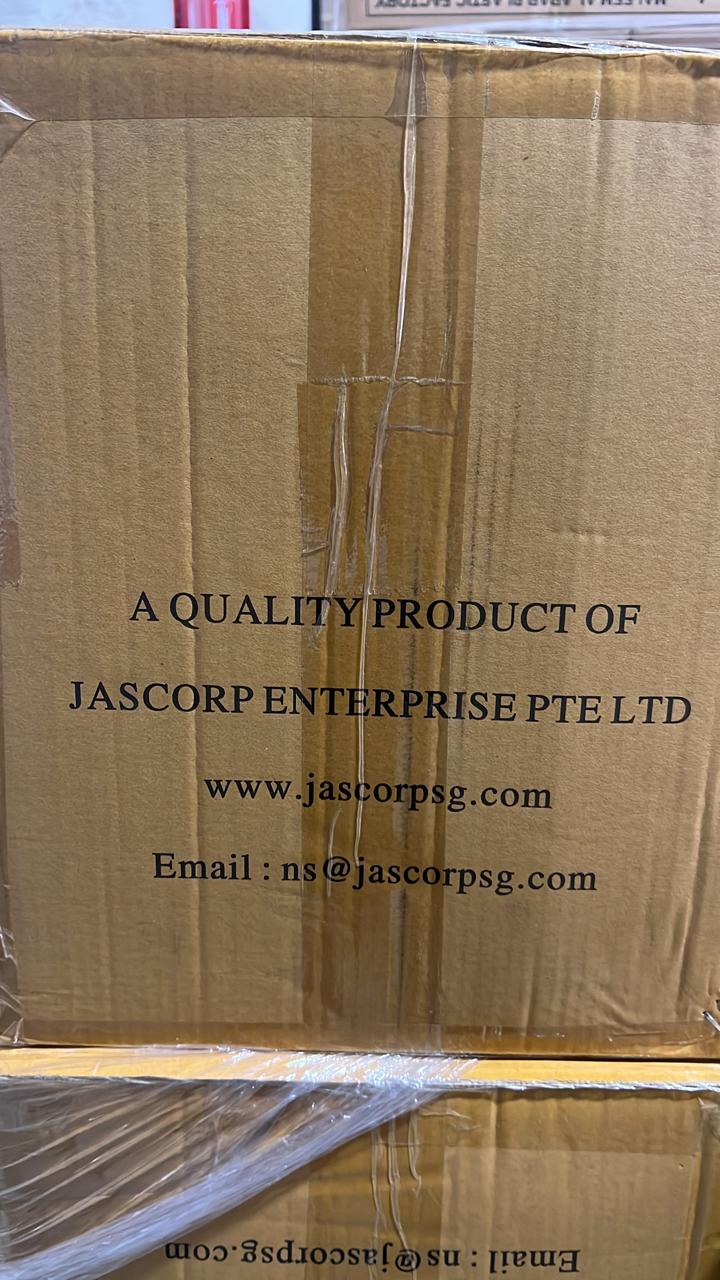 A QUALITY PRODUCT OF
JASCORP ENTERPRISE PTE LTD
www.jascorpsg.com
Email : ns@jascorpsg.com
Email : ns@jascorpsg.com